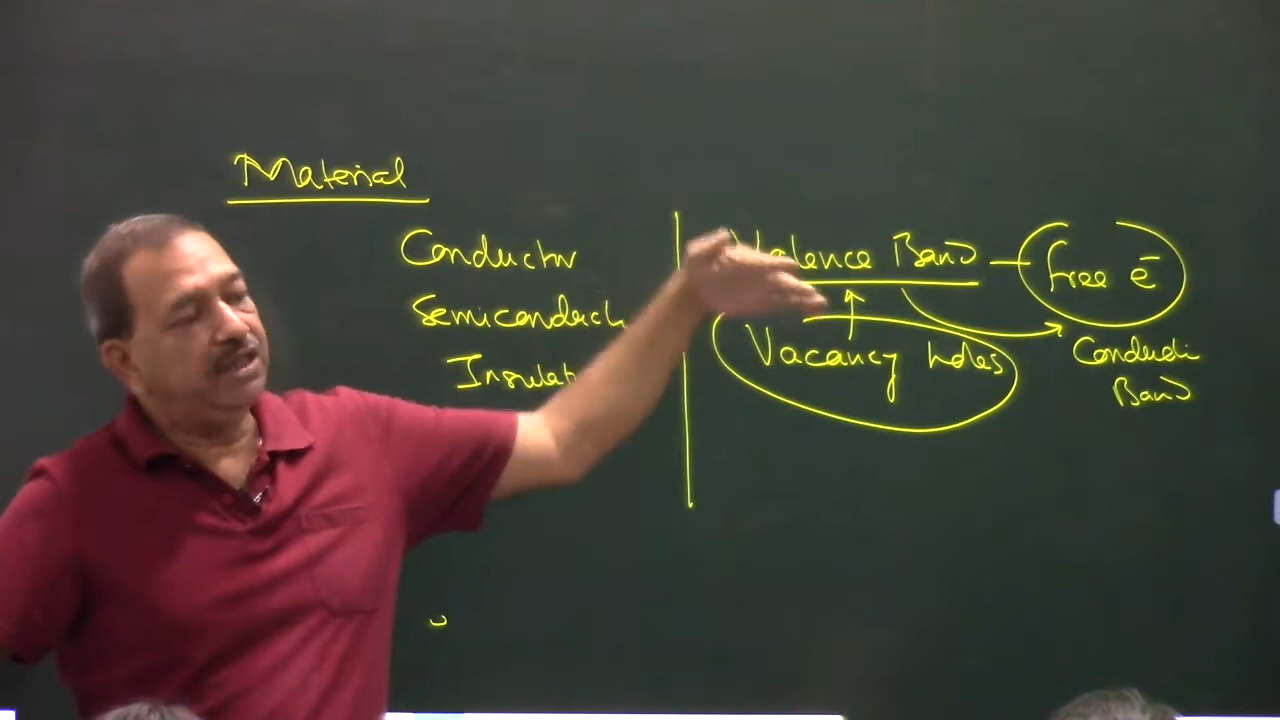 Material
Conductor
Semiconduct
Insulat
Valence Band — free e⁻
Vacancy holes
Conducti
Band